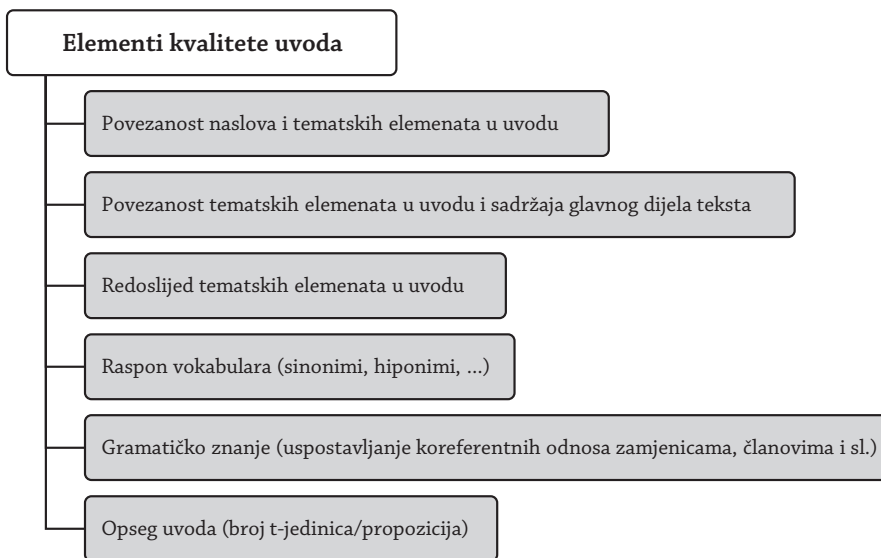 Elementi kvalitete uvoda
Povezanost naslova i tematskih elemenata u uvodu
Povezanost tematskih elemenata u uvodu i sadržaja glavnog dijela teksta
Redoslijed tematskih elemenata u uvodu
Raspon vokabulara (sinonimi, hiponimi, ...)
Gramatičko znanje (uspostavljanje koreferentnih odnosa zamjenicama, članovima i sl.)
Opseg uvoda (broj t-jedinica/propozicija)